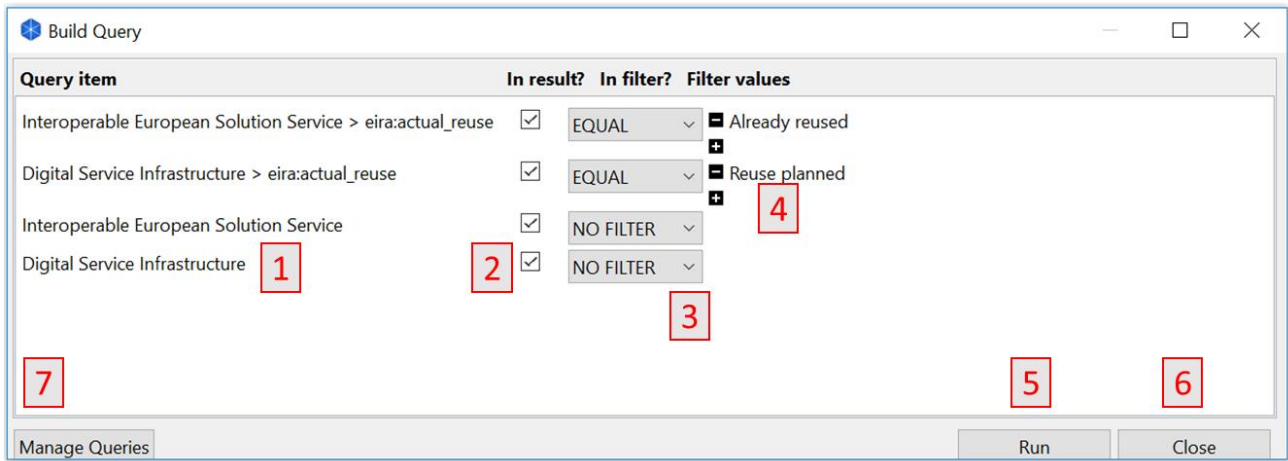 Build Query
Query item In result? In filter? Filter values
Interoperable European Solution Service > eira:actual_reuse EQUAL Already reused
Digital Service Infrastructure > eira:actual_reuse EQUAL Reuse planned
4
Interoperable European Solution Service NO FILTER
Digital Service Infrastructure 1 2 NO FILTER
3
7 5 6
Manage Queries Run Close